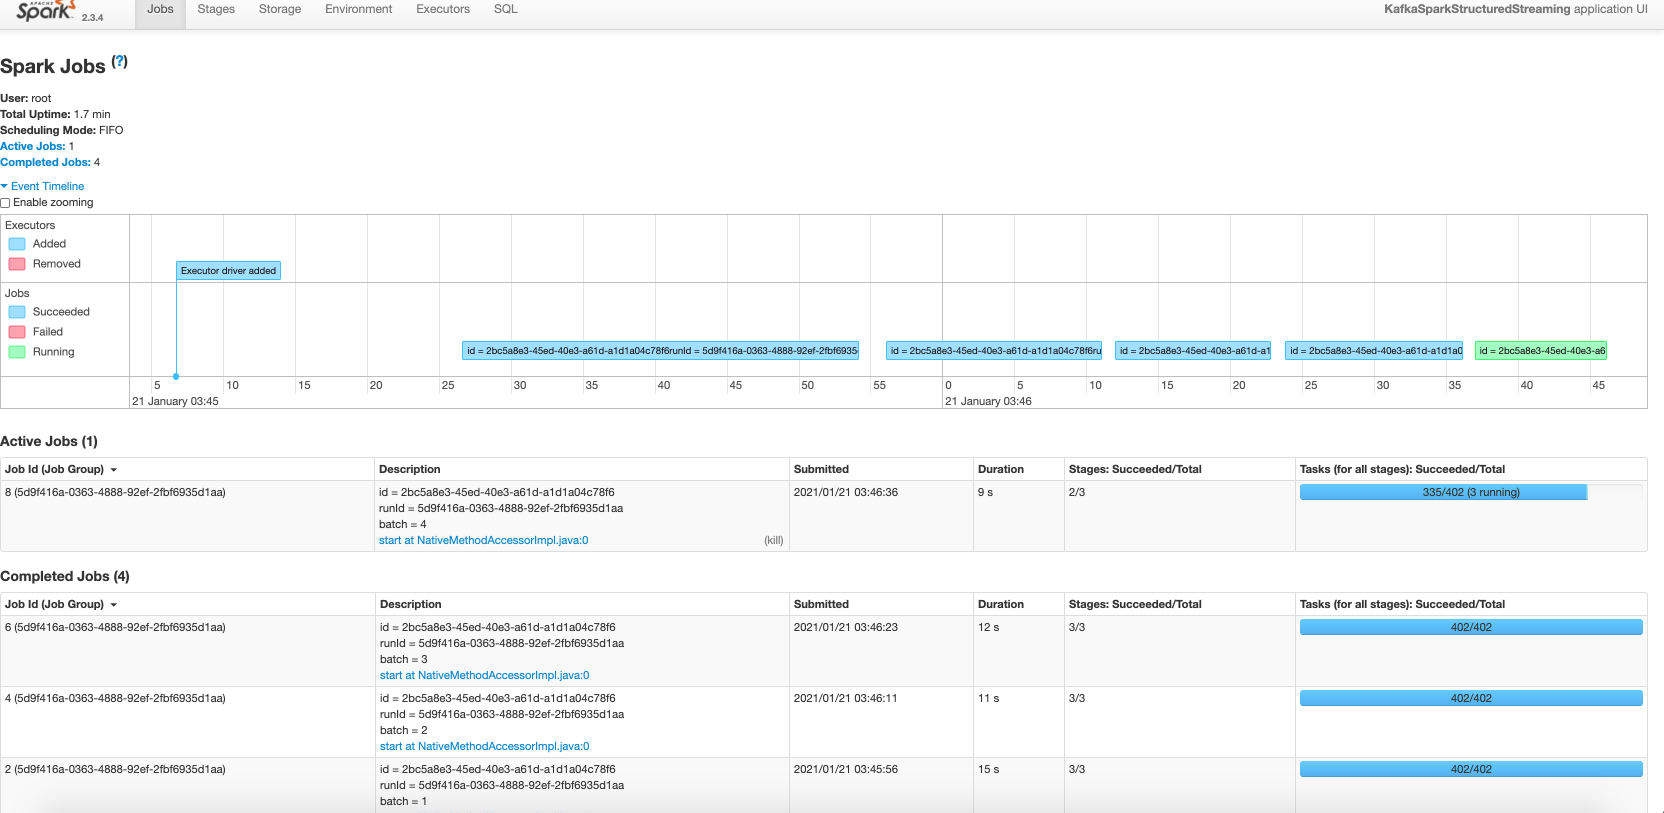 APACHE
Spark 2.3.4 Jobs Stages Storage Environment Executors SQL KafkaSparkStructuredStreaming application UI
Spark Jobs (?)
User: root
Total Uptime: 1.7 min
Scheduling Mode: FIFO
Active Jobs: 1
Completed Jobs: 4
Event Timeline
Enable zooming
Executors
Added
Removed
Executor driver added
Jobs
Succeeded
Failed
Running
id = 2bc5a8e3-45ed-40e3-a61d-a1d1a04c78f6runId = 5d9f416a-0363-4888-92ef-2fbf6935 id = 2bc5a8e3-45ed-40e3-a61d-a1d1a04c78f6ru id = 2bc5a8e3-45ed-40e3-a61d-a1 id = 2bc5a8e3-45ed-40e3-a61d-a1d1a0 id = 2bc5a8e3-45ed-40e3-a6
5 10 15 20 25 30 35 40 45 50 55 0 5 10 15 20 25 30 35 40 45
21 January 03:45 21 January 03:46
Active Jobs (1)
Job Id (Job Group) Description Submitted Duration Stages: Succeeded/Total Tasks (for all stages): Succeeded/Total
8 (5d9f416a-0363-4888-92ef-2fbf6935d1aa) id = 2bc5a8e3-45ed-40e3-a61d-a1d1a04c78f6 2021/01/21 03:46:36 9 s 2/3 335/402 (3 running)
runId = 5d9f416a-0363-4888-92ef-2fbf6935d1aa
batch = 4
start at NativeMethodAccessorImpl.java:0 (kill)
Completed Jobs (4)
Job Id (Job Group) Description Submitted Duration Stages: Succeeded/Total Tasks (for all stages): Succeeded/Total
6 (5d9f416a-0363-4888-92ef-2fbf6935d1aa) id = 2bc5a8e3-45ed-40e3-a61d-a1d1a04c78f6 2021/01/21 03:46:23 12 s 3/3 402/402
runId = 5d9f416a-0363-4888-92ef-2fbf6935d1aa
batch = 3
start at NativeMethodAccessorImpl.java:0
4 (5d9f416a-0363-4888-92ef-2fbf6935d1aa) id = 2bc5a8e3-45ed-40e3-a61d-a1d1a04c78f6 2021/01/21 03:46:11 11 s 3/3 402/402
runId = 5d9f416a-0363-4888-92ef-2fbf6935d1aa
batch = 2
start at NativeMethodAccessorImpl.java:0
2 (5d9f416a-0363-4888-92ef-2fbf6935d1aa) id = 2bc5a8e3-45ed-40e3-a61d-a1d1a04c78f6 2021/01/21 03:45:56 15 s 3/3 402/402
runId = 5d9f416a-0363-4888-92ef-2fbf6935d1aa
batch = 1